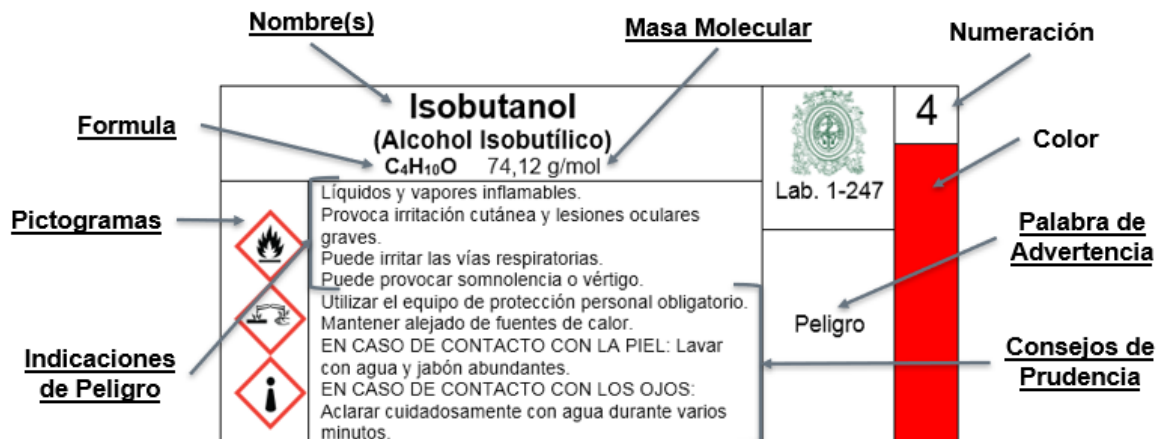 Nombre(s)
Masa Molecular
Numeración
Isobutanol
4
Formula
(Alcohol Isobutílico)
Color
C₄H₁₀O 74,12 g/mol
Lab. 1-247
Pictogramas
Líquidos y vapores inflamables.
Provoca irritación cutánea y lesiones oculares
graves.
Puede irritar las vías respiratorias.
Puede provocar somnolencia o vértigo.
Palabra de
Advertencia
Utilizar el equipo de protección personal obligatorio.
Mantener alejado de fuentes de calor.
EN CASO DE CONTACTO CON LA PIEL: Lavar
con agua y jabón abundantes.
EN CASO DE CONTACTO CON LOS OJOS:
Aclarar cuidadosamente con agua durante varios
minutos.
Peligro
Indicaciones
de Peligro
Consejos de
Prudencia